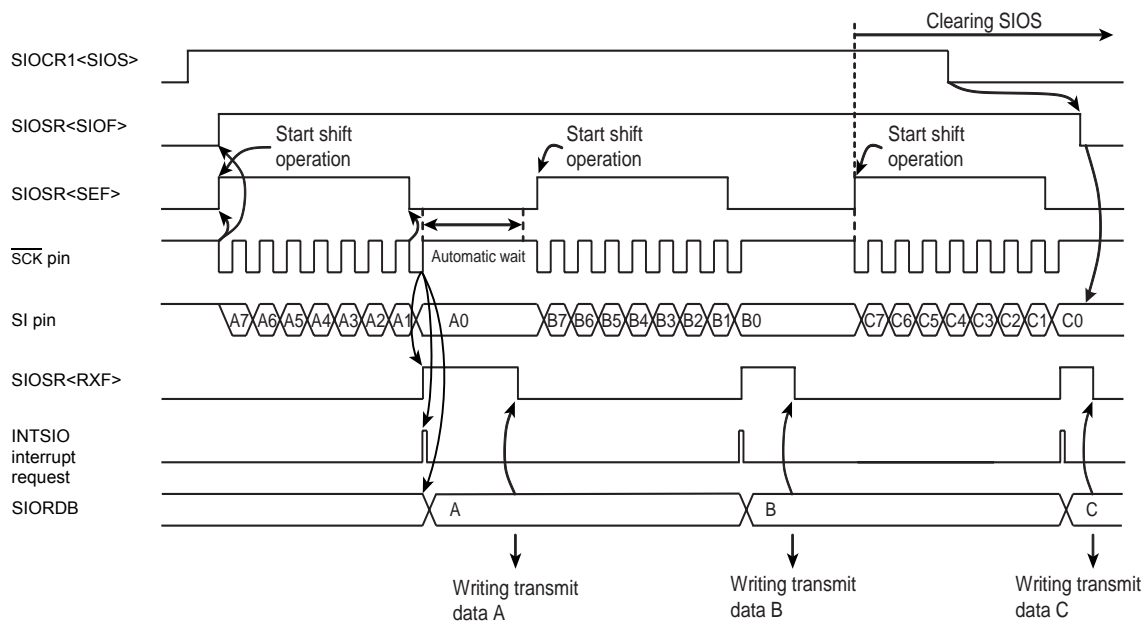 Clearing SIOS
SIOCR1<SIOS>
SIOSR<SIOF>
Start shift
operation
Start shift
operation
Start shift
operation
SIOSR<SEF>
SCK pin
Automatic wait
SI pin
A7 A6 A5 A4 A3 A2 A1 A0 B7 B6 B5 B4 B3 B2 B1 B0 C7 C6 C5 C4 C3 C2 C1 C0
SIOSR<RXF>
INTSIO
interrupt
request
SIORDB
A B C
Writing transmit
data A
Writing transmit
data B
Writing transmit
data C